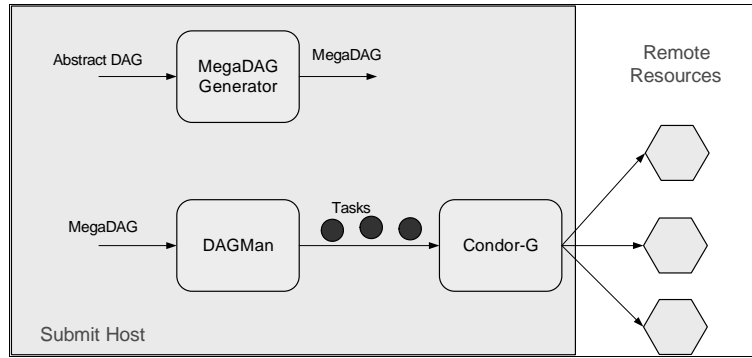 Abstract DAG
MegaDAG
Generator
MegaDAG
Remote
Resources
MegaDAG
DAGMan
Tasks
Condor-G
Submit Host